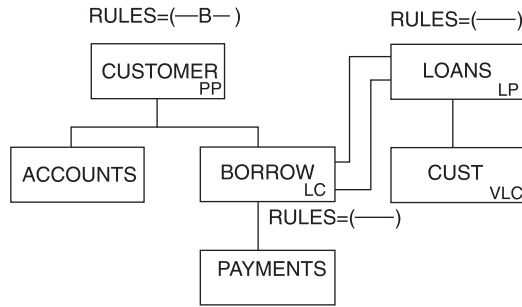 RULES=(—B— )
RULES=(——)
CUSTOMER
PP
LOANS
LP
ACCOUNTS
BORROW
LC
CUST
VLC
RULES=(——)
PAYMENTS